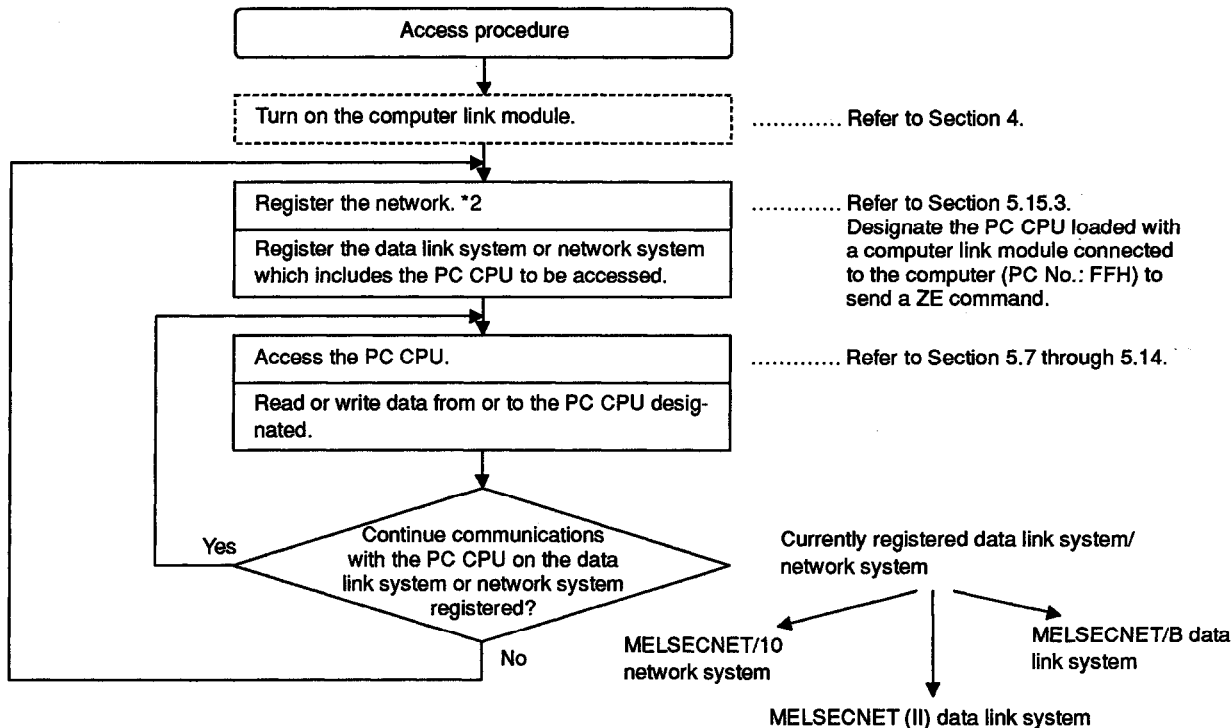 Access procedure
Turn on the computer link module.
............. Refer to Section 4.
Register the network. *2
Register the data link system or network system
which includes the PC CPU to be accessed.
............. Refer to Section 5.15.3.
Designate the PC CPU loaded with
a computer link module connected
to the computer (PC No.: FFH) to
send a ZE command.
Access the PC CPU.
Read or write data from or to the PC CPU desig-
nated.
............. Refer to Section 5.7 through 5.14.
Continue communications
with the PC CPU on the data
link system or network system
registered?
Yes
No
Currently registered data link system/
network system
MELSECNET/10
network system
MELSECNET/B data
link system
MELSECNET (II) data link system